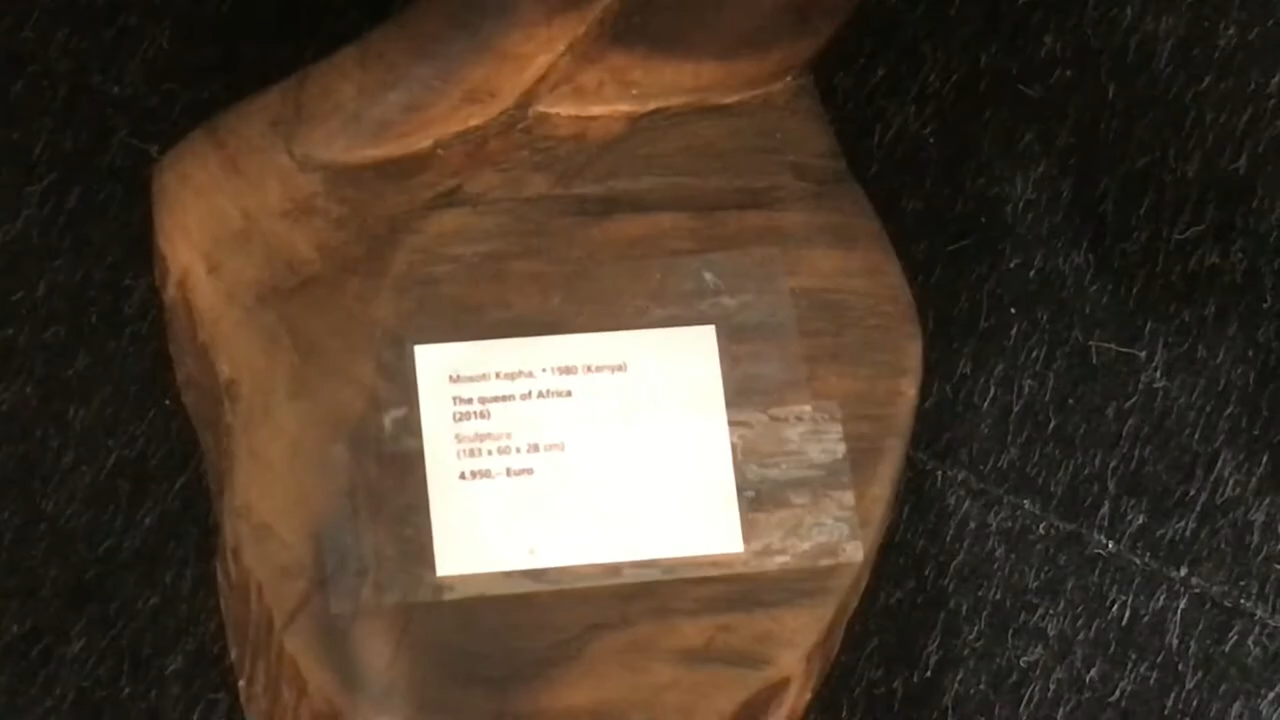 Mosoti Kepha, *1980 (Kenya)
The queen of Africa
(2016)
Sculpture
(183 x 60 x 28 cm)
4.950,– Euro